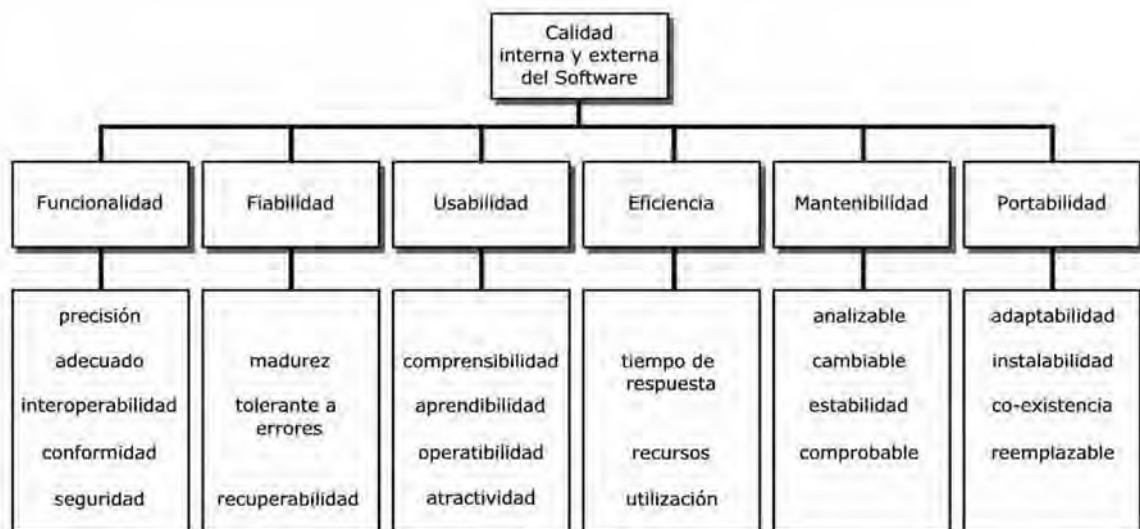 Calidad
interna y externa
del Software
Funcionalidad
Fiabilidad
Usabilidad
Eficiencia
Mantenibilidad
Portabilidad
precisión
adecuado
interoperabilidad
conformidad
seguridad
madurez
tolerante a
errores
recuperabilidad
comprensibilidad
aprendibilidad
operatibilidad
atractividad
tiempo de
respuesta
recursos
utilización
analizable
cambiable
estabilidad
comprobable
adaptabilidad
instalabilidad
co-existencia
reemplazable